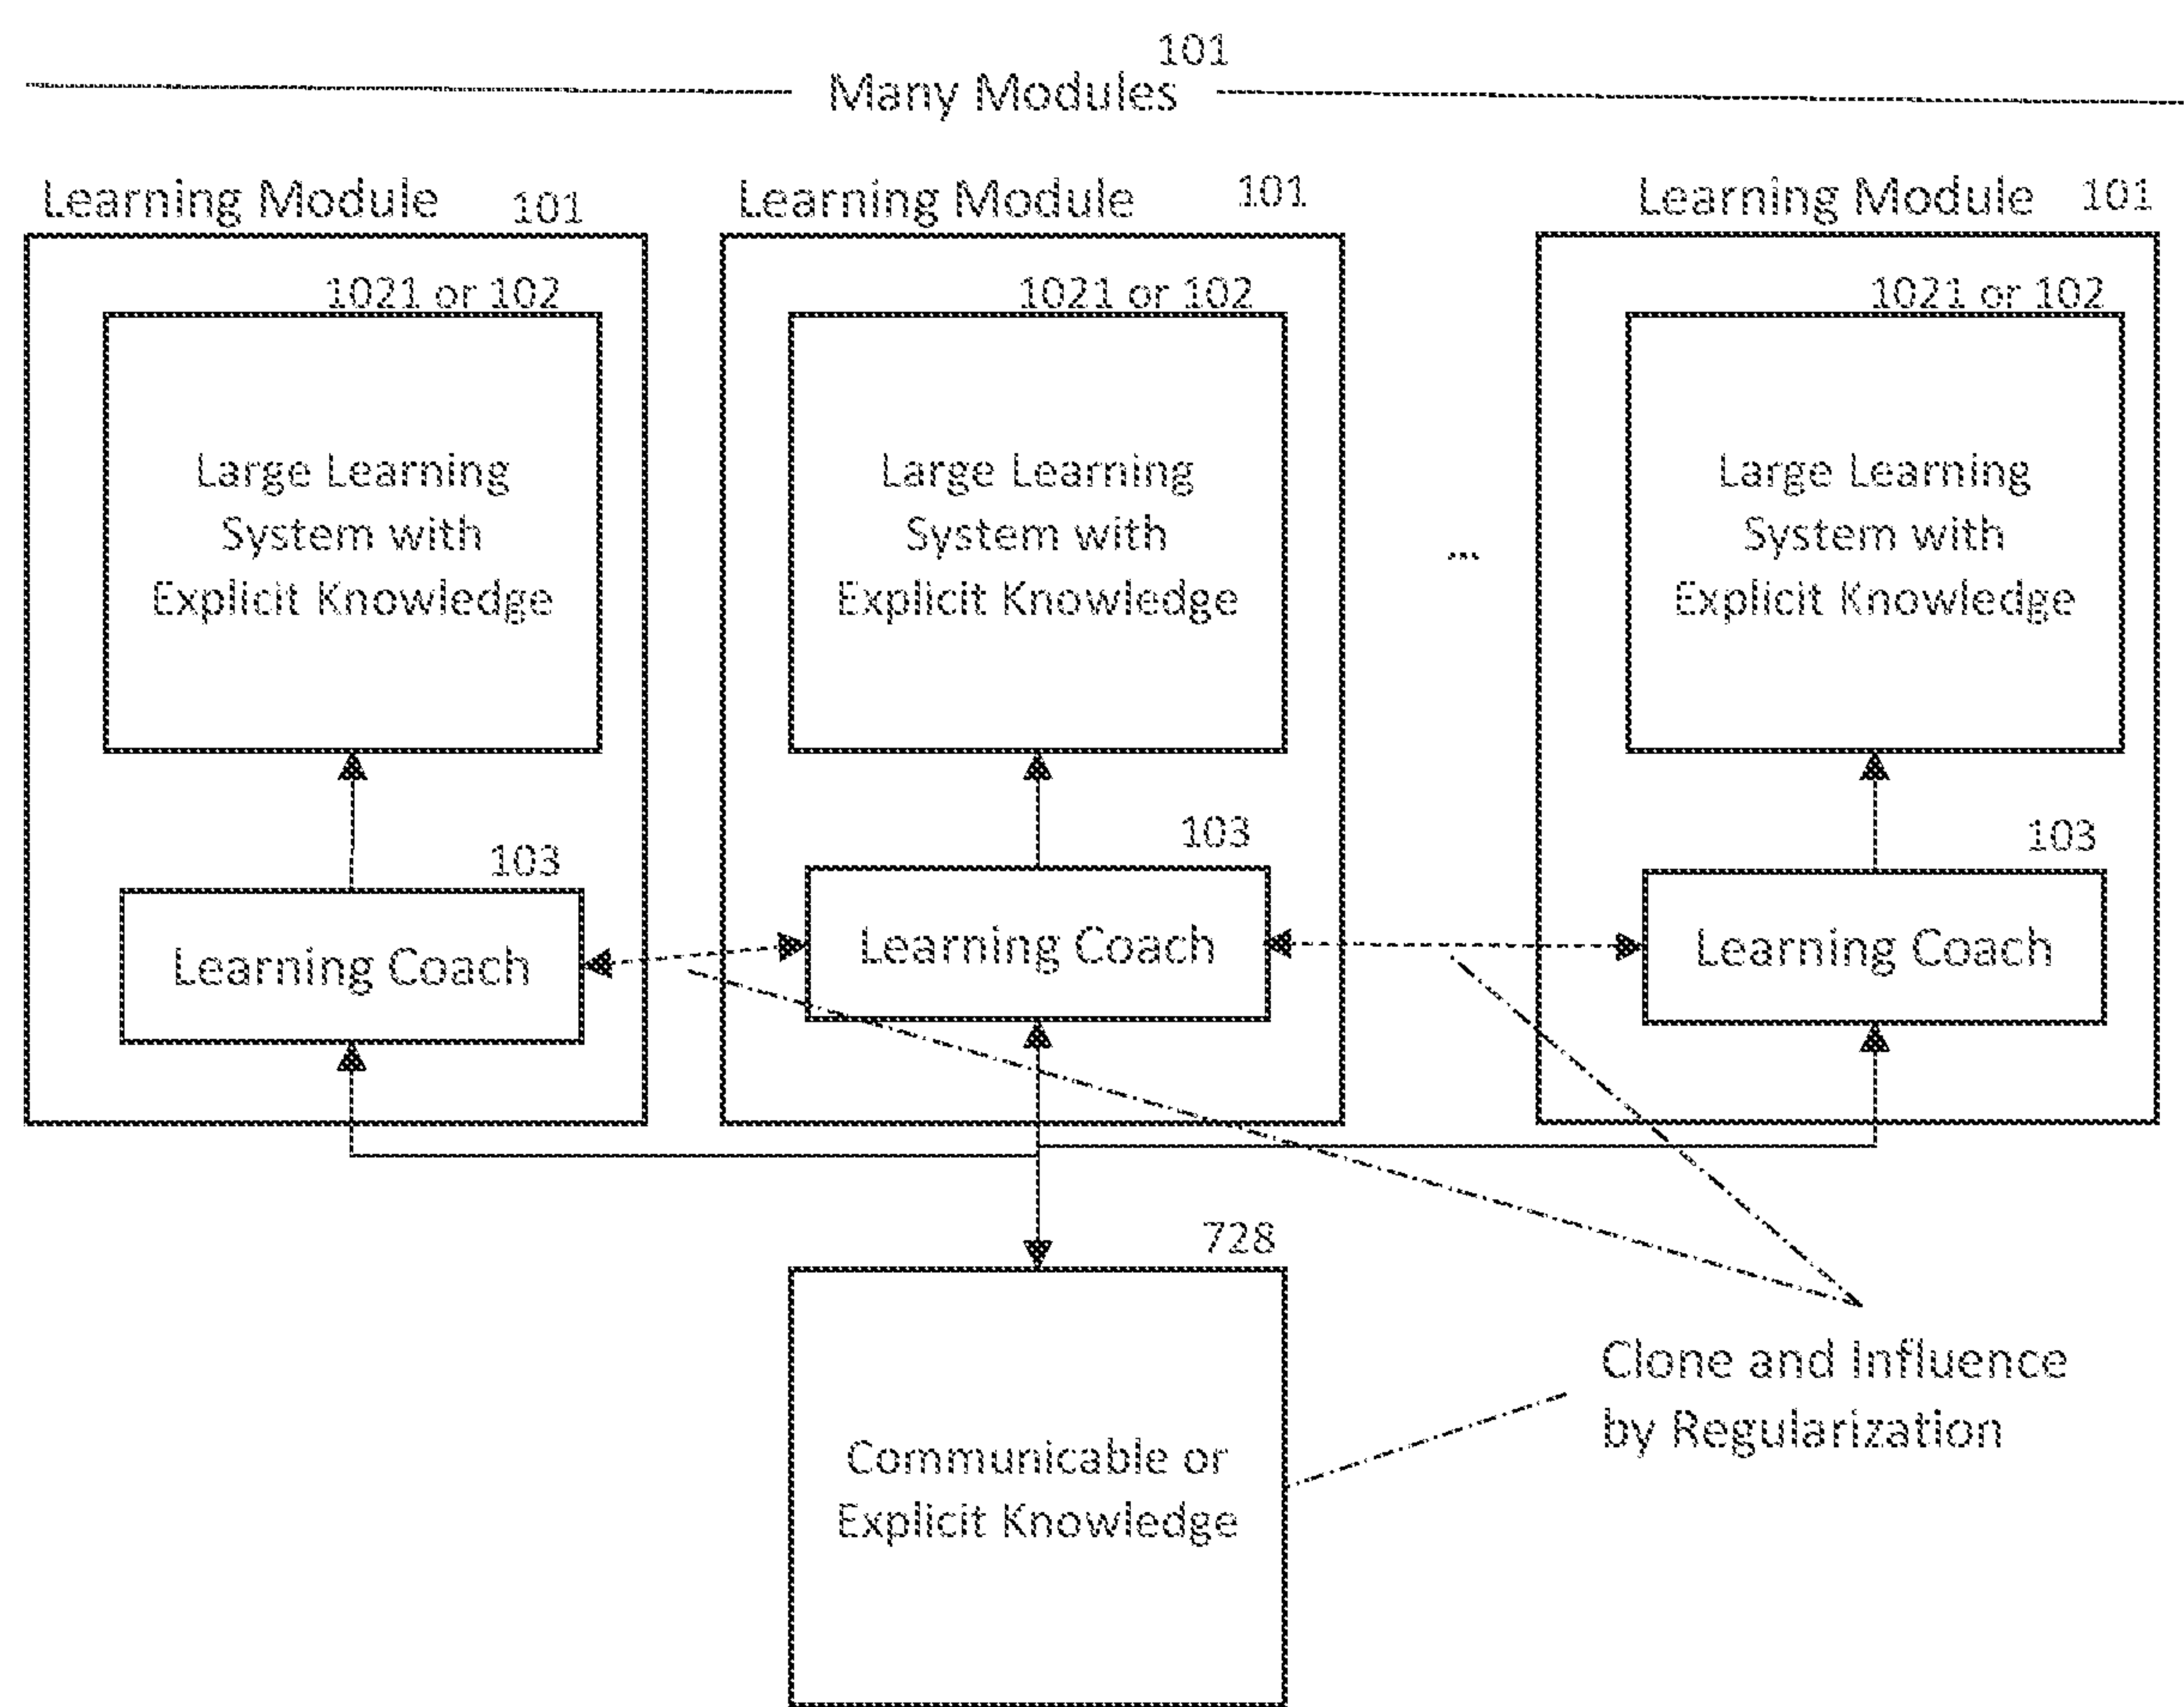 101
Many Modules
Learning Module 101
Learning Module 101
Learning Module 101
1021 or 102
1021 or 102
1021 or 102
Large Learning
System with
Explicit Knowledge
Large Learning
System with
Explicit Knowledge
...
Large Learning
System with
Explicit Knowledge
103
103
103
Learning Coach
Learning Coach
Learning Coach
728
Communicable or
Explicit Knowledge
Clone and Influence
by Regularization